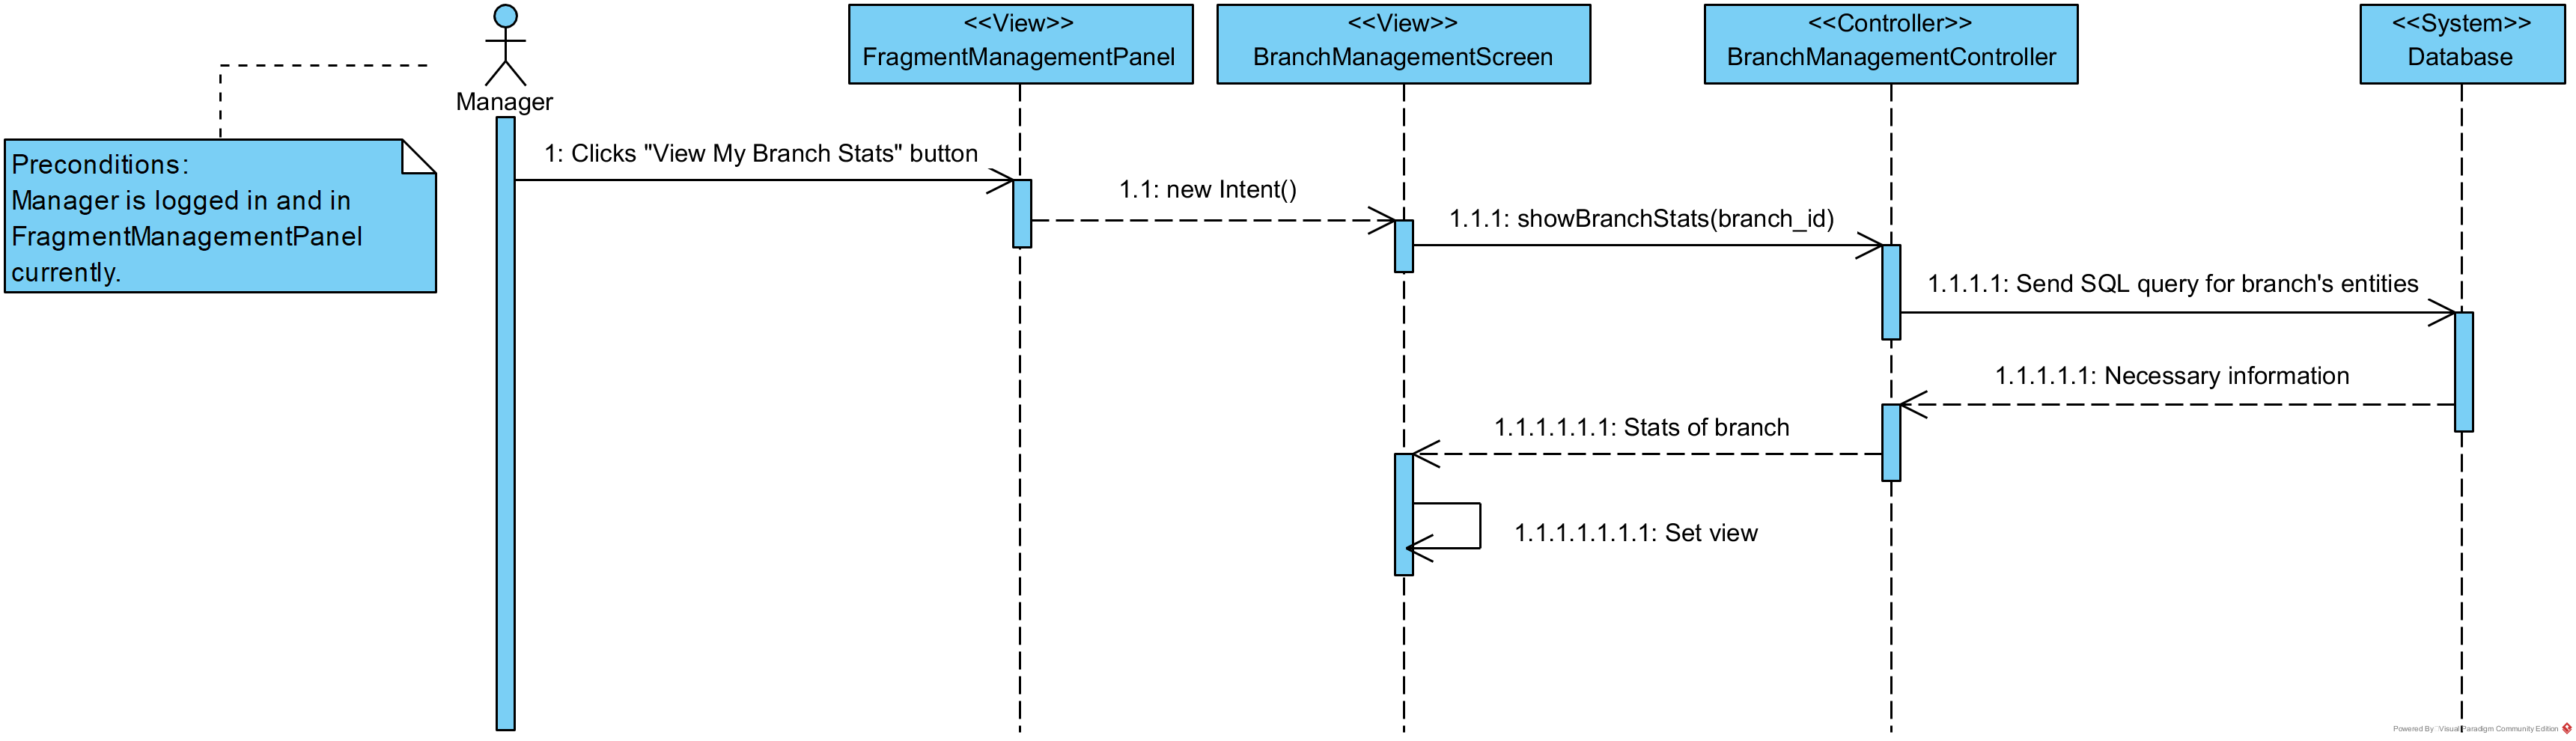 <<View>>
FragmentManagementPanel
<<View>>
BranchManagementScreen
<<Controller>>
BranchManagementController
<<System>>
Database
Manager
Preconditions:
Manager is logged in and in
FragmentManagementPanel
currently.
1: Clicks "View My Branch Stats" button
1.1: new Intent()
1.1.1: showBranchStats(branch_id)
1.1.1.1: Send SQL query for branch's entities
1.1.1.1.1: Necessary information
1.1.1.1.1.1: Stats of branch
1.1.1.1.1.1.1: Set view
Powered By Visual Paradigm Community Edition